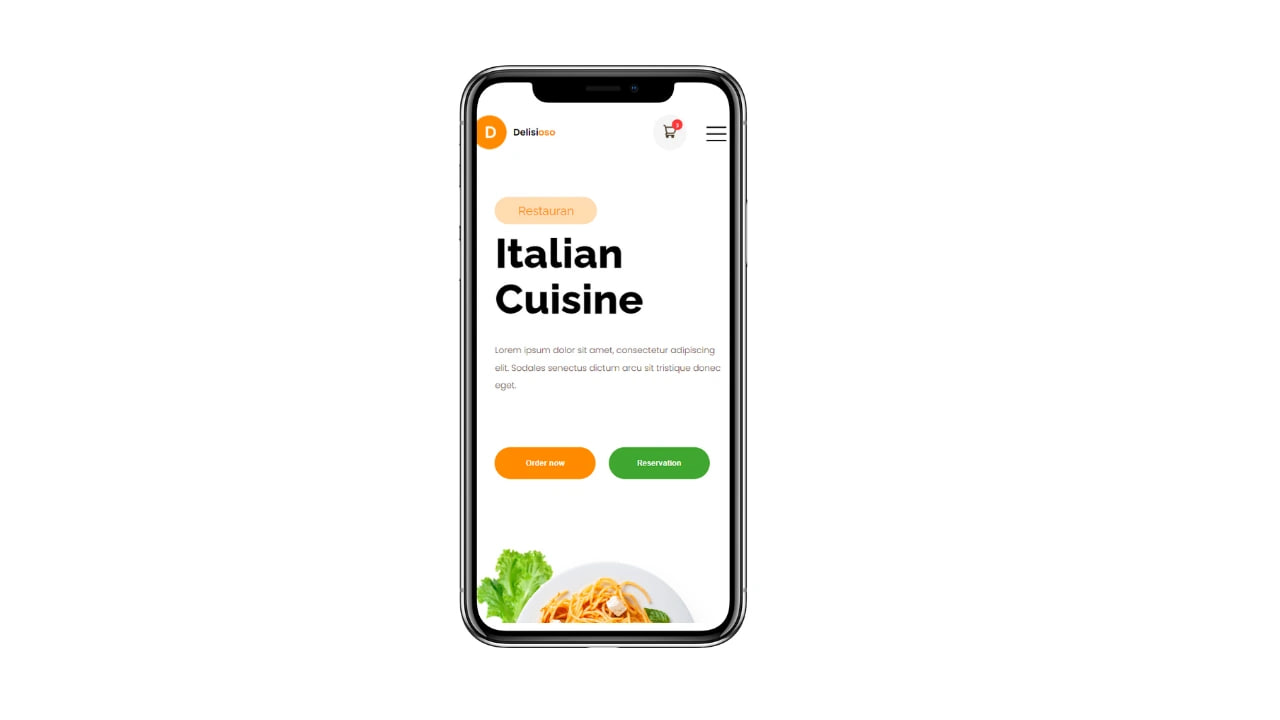 D Delisioso
Restauran
Italian
Cuisine
Lorem ipsum dolor sit amet, consectetur adipiscing
elit. Sodales senectus dictum arcu sit tristique donec
eget.
Order now Reservation